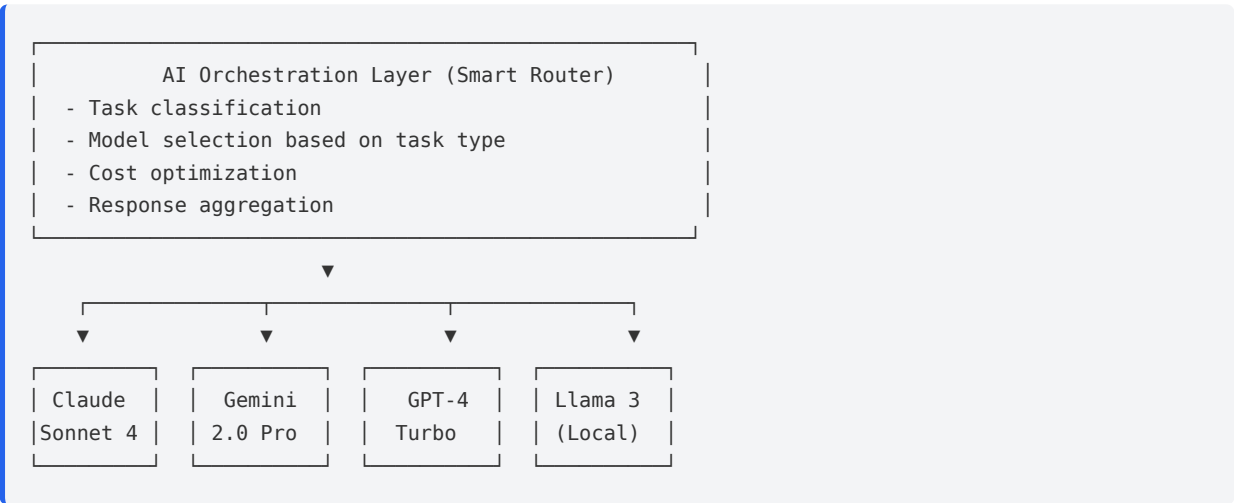 AI Orchestration Layer (Smart Router)
- Task classification
- Model selection based on task type
- Cost optimization
- Response aggregation
Claude Gemini GPT-4 Llama 3
Sonnet 4 2.0 Pro Turbo (Local)